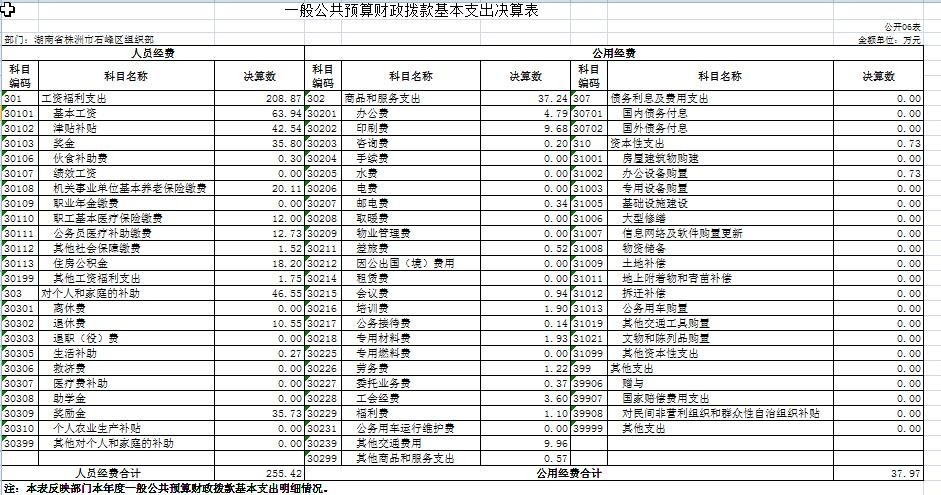 一般公共预算财政拨款基本支出决算表
公开06表
部门：湖南省株洲市石峰区组织部 金额单位：万元
人员经费 公用经费
科目编码 科目名称 决算数 科目编码 科目名称 决算数 科目编码 科目名称 决算数
301 工资福利支出 208.87 302 商品和服务支出 37.24 307 债务利息及费用支出 0.00
30101 基本工资 63.94 30201 办公费 4.79 30701 国内债务付息 0.00
30102 津贴补贴 42.54 30202 印刷费 9.68 30702 国外债务付息 0.00
30103 奖金 35.80 30203 咨询费 0.20 310 资本性支出 0.73
30106 伙食补助费 0.30 30204 手续费 0.00 31001 房屋建筑物购建 0.00
30107 绩效工资 0.00 30205 水费 0.00 31002 办公设备购置 0.73
30108 机关事业单位基本养老保险缴费 20.11 30206 电费 0.00 31003 专用设备购置 0.00
30109 职业年金缴费 0.00 30207 邮电费 0.34 31005 基础设施建设 0.00
30110 职工基本医疗保险缴费 12.00 30208 取暖费 0.00 31006 大型修缮 0.00
30111 公务员医疗补助缴费 12.73 30209 物业管理费 0.00 31007 信息网络及软件购置更新 0.00
30112 其他社会保障缴费 1.52 30211 差旅费 0.52 31008 物资储备 0.00
30113 住房公积金 18.20 30212 因公出国（境）费用 0.00 31009 土地补偿 0.00
30199 其他工资福利支出 1.75 30214 租赁费 0.00 31011 地上附着物和青苗补偿 0.00
303 对个人和家庭的补助 46.55 30215 会议费 0.94 31012 拆迁补偿 0.00
30301 离休费 0.00 30216 培训费 1.90 31013 公务用车购置 0.00
30302 退休费 10.55 30217 公务接待费 0.14 31019 其他交通工具购置 0.00
30303 退职（役）费 0.00 30218 专用材料费 1.93 31021 文物和陈列品购置 0.00
30305 生活补助 0.27 30225 专用燃料费 0.00 31099 其他资本性支出 0.00
30306 救济费 0.00 30226 劳务费 1.22 399 其他支出 0.00
30307 医疗费补助 0.00 30227 委托业务费 0.37 39906 赠与 0.00
30308 助学金 0.00 30228 工会经费 3.60 39907 国家赔偿费用支出 0.00
30309 奖励金 35.73 30229 福利费 1.10 39908 对民间非营利组织和群众性自治组织补贴 0.00
30310 个人农业生产补贴 0.00 30231 公务用车运行维护费 0.00 39999 其他支出 0.00
30399 其他对个人和家庭的补助 0.00 30239 其他交通费用 9.96
30299 其他商品和服务支出 0.57
人员经费合计 255.42 公用经费合计 37.97
注：本表反映部门本年度一般公共预算财政拨款基本支出明细情况。